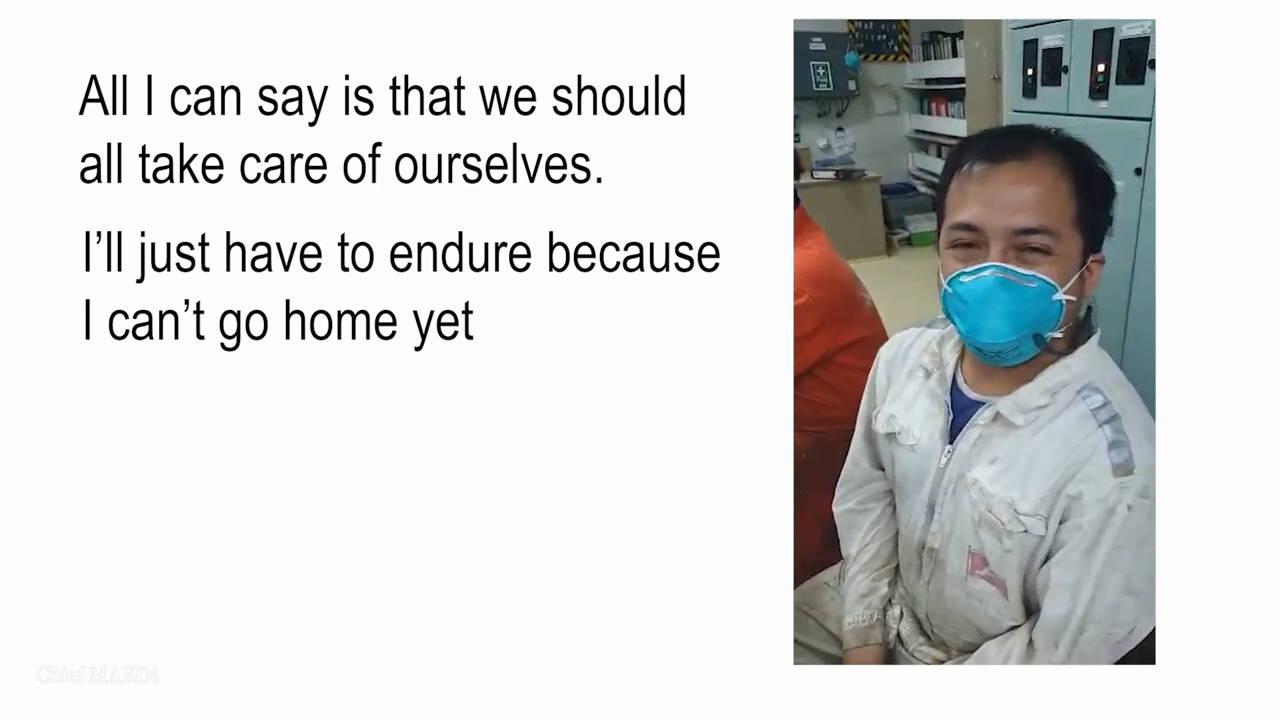 All I can say is that we should
all take care of ourselves.
I’ll just have to endure because
I can’t go home yet
Chief MAKOi